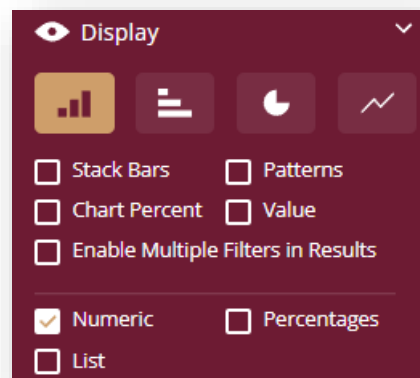 Display
Stack Bars Patterns
Chart Percent Value
Enable Multiple Filters in Results
Numeric Percentages
List